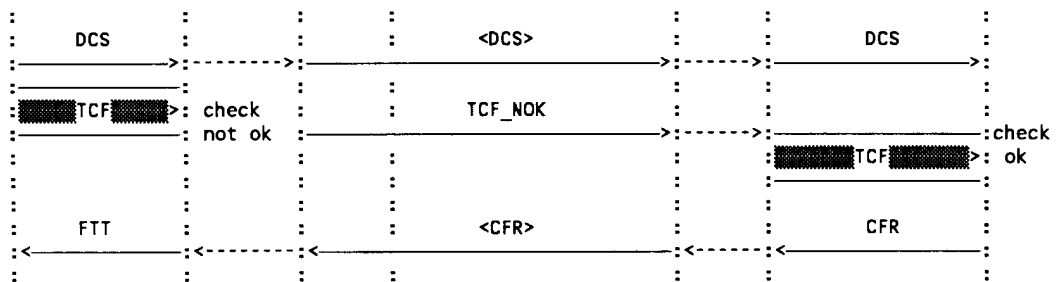 DCS <DCS> DCS
TCF check TCF_NOK
not ok check
TCF ok
FTT <CFR> CFR